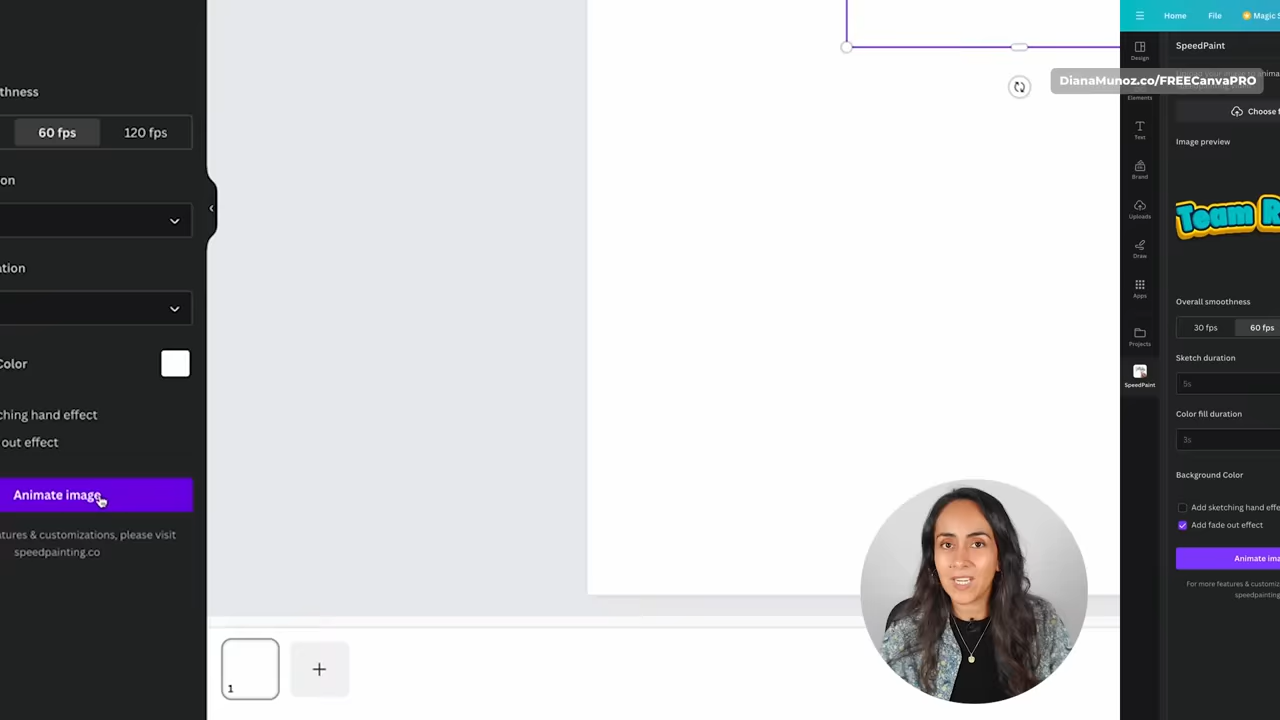 thness
60 fps
120 fps
on
ation
Color
ching hand effect
out effect
Animate image
atures & customizations, please visit
speedpainting.co
1
Home
File
Magic S
SpeedPaint
DianaMunoz.co/FREECanvaPRO
Design
Elements
Text
Brand
Uploads
Draw
Apps
Projects
SpeedPaint
Choose f
Image preview
Team R
Overall smoothness
30 fps
60 fps
Sketch duration
5s
Color fill duration
3s
Background Color
Add sketching hand effe
Add fade out effect
Animate ima
For more features & customiz
speedpainting